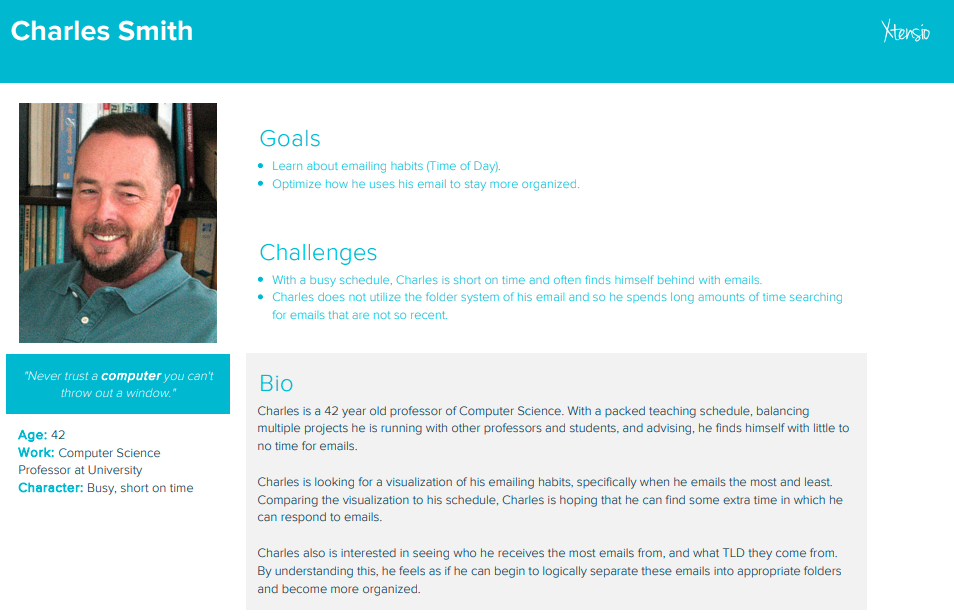 Charles Smith
Xtensio
Goals
Learn about emailing habits (Time of Day).
Optimize how he uses his email to stay more organized.
Challenges
With a busy schedule, Charles is short on time and often finds himself behind with emails.
Charles does not utilize the folder system of his email and so he spends long amounts of time searching
for emails that are not so recent.
"Never trust a computer you can't
throw out a window."
Age: 42
Work: Computer Science
Professor at University
Character: Busy, short on time
Bio
Charles is a 42 year old professor of Computer Science. With a packed teaching schedule, balancing
multiple projects he is running with other professors and students, and advising, he finds himself with little to
no time for emails.
Charles is looking for a visualization of his emailing habits, specifically when he emails the most and least.
Comparing the visualization to his schedule, Charles is hoping that he can find some extra time in which he
can respond to emails.
Charles also is interested in seeing who he receives the most emails from, and what TLD they come from.
By understanding this, he feels as if he can begin to logically separate these emails into appropriate folders
and become more organized.